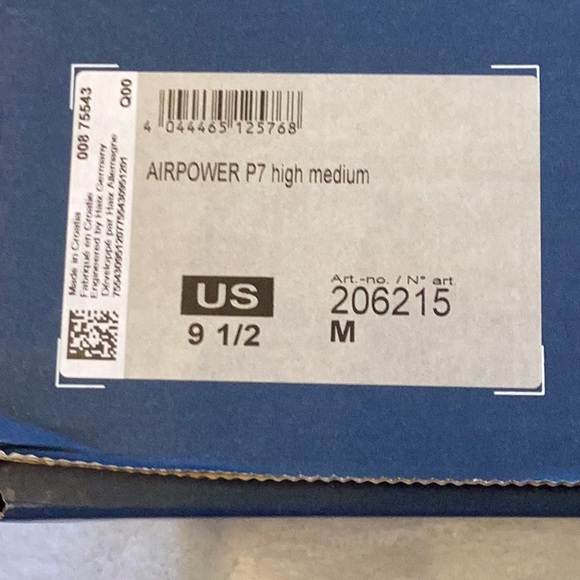 008 75543
Q00
Made in Croatia
Fabriqué en Croatie
Engineered by Haix Germany
Développé par Haix Allemagne
4 044465 125768
AIRPOWER P7 high medium
US
9 1/2
Art.-no. / N° art
206215
M